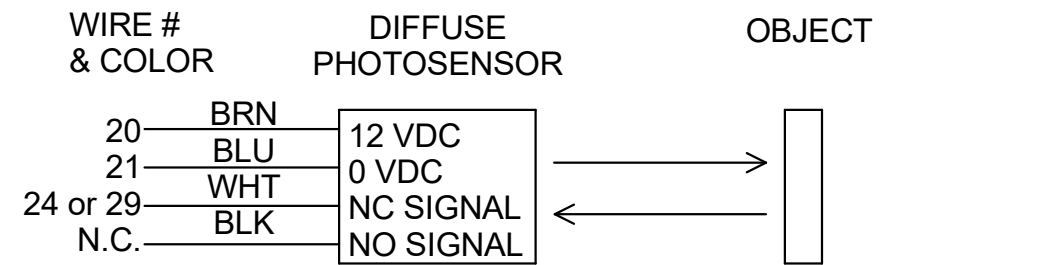 WIRE #
& COLOR
DIFFUSE
PHOTOSENSOR
OBJECT
20 BRN 12 VDC
21 BLU 0 VDC
24 or 29 WHT NC SIGNAL
N.C. BLK NO SIGNAL